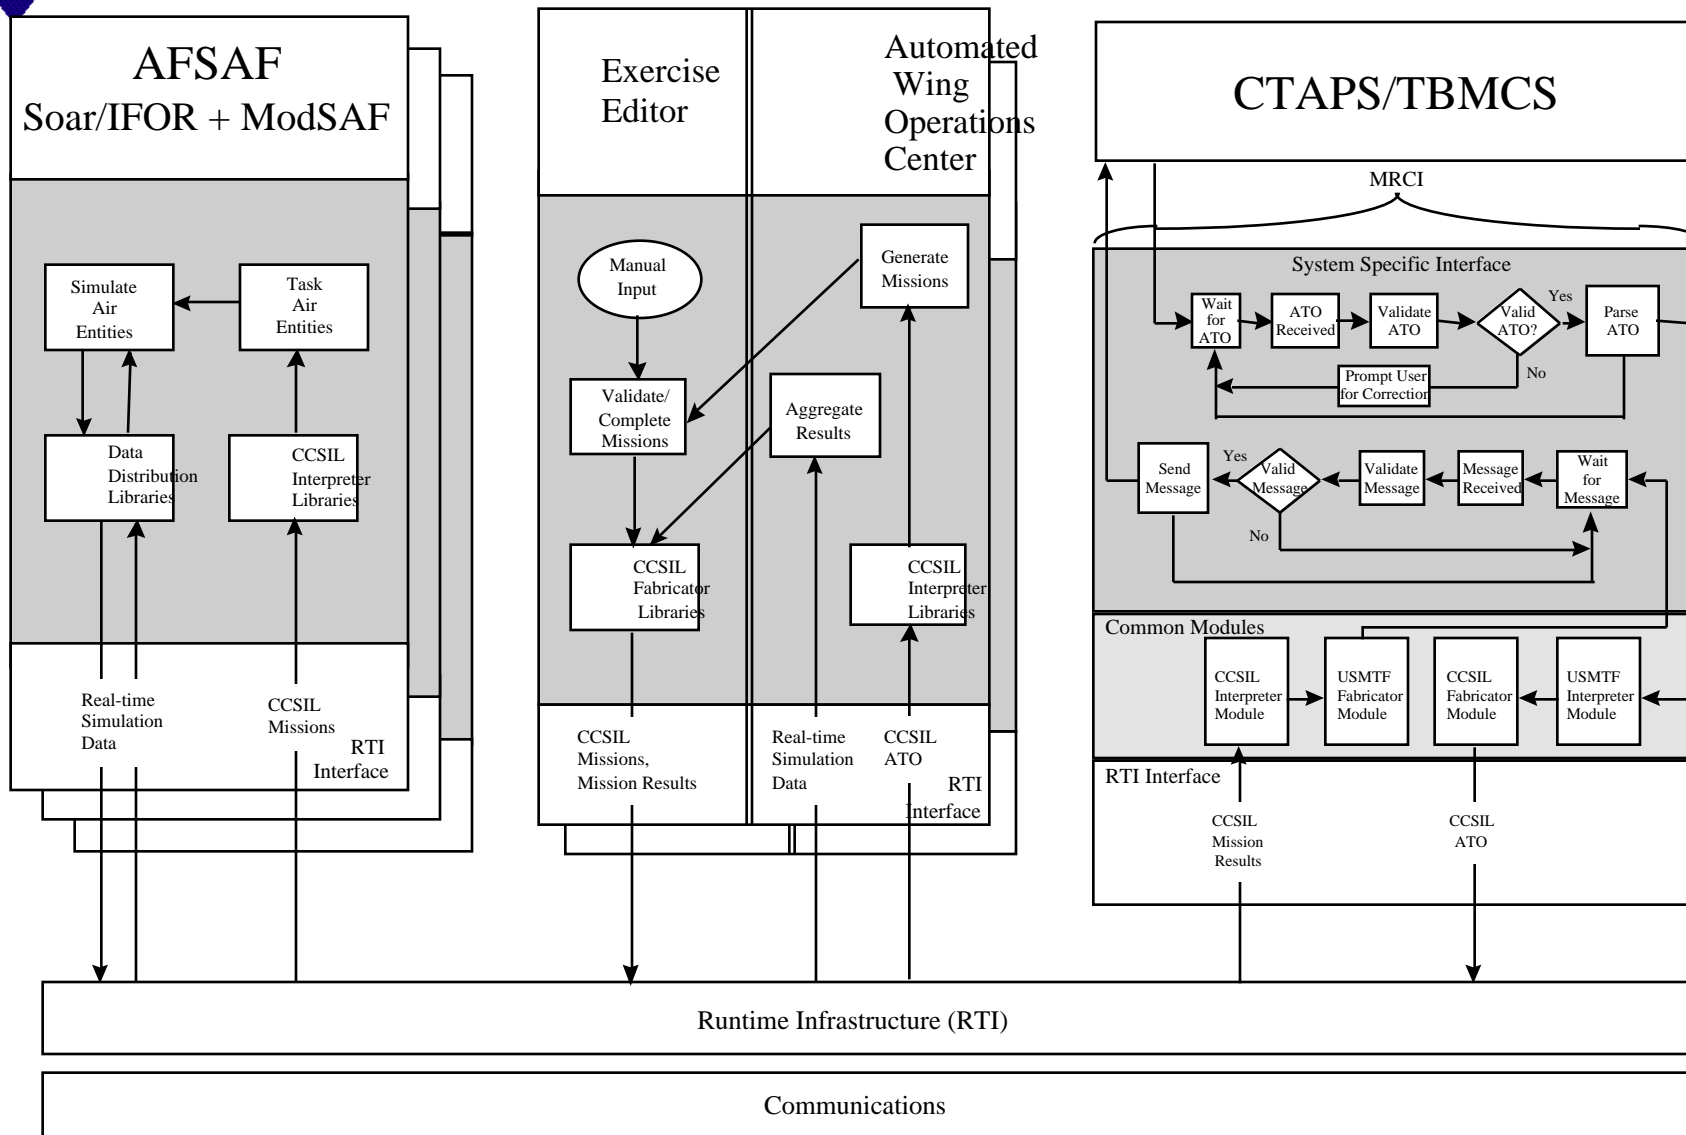 AFSAF
Soar/IFOR + ModSAF
Simulate
Air
Entities
Task
Air
Entities
Data
Distribution
Libraries
CCSIL
Interpreter
Libraries
Real-time
Simulation
Data
CCSIL
Missions
RTI
Interface
Exercise
Editor
Automated
Wing
Operations
Center
Manual
Input
Generate
Missions
Validate/
Complete
Missions
Aggregate
Results
CCSIL
Fabricator
Libraries
CCSIL
Interpreter
Libraries
CCSIL
Missions,
Mission Results
Real-time
Simulation
Data
CCSIL
ATO
RTI
Interface
CTAPS/TBMCS
MRCI
System Specific Interface
Wait
for
ATO
ATO
Received
Validate
ATO
Valid
ATO?
Yes
Parse
ATO
No
Prompt User
for Correction
Send
Message
Yes
Valid
Message
Validate
Message
Message
Received
Wait
for
Message
No
Common Modules
CCSIL
Interpreter
Module
USMTF
Fabricator
Module
CCSIL
Fabricator
Module
USMTF
Interpreter
Module
RTI Interface
CCSIL
Mission
Results
CCSIL
ATO
Runtime Infrastructure (RTI)
Communications